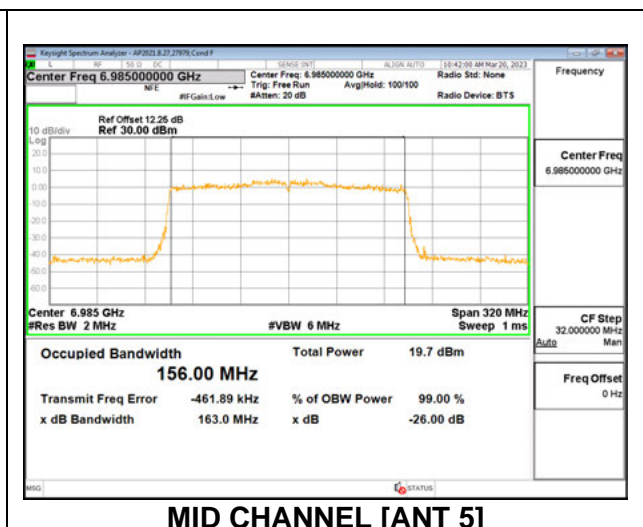 Keysight Spectrum Analyzer - AP2021.8.27,27979,Cond F
L RF 50 Ω DC SENSE:INT ALIGN AUTO 10:42:00 AM Mar 20, 2023
Center Freq 6.985000000 GHz Center Freq: 6.985000000 GHz Radio Std: None Frequency
NFE Trig: Free Run Avg|Hold: 100/100
#IFGain:Low #Atten: 20 dB Radio Device: BTS
Ref Offset 12.25 dB
10 dB/div Ref 30.00 dBm
Log
20.0
10.0
0.00
-10.0
-20.0
-30.0
-40.0
-50.0
-60.0
Center Freq
6.985000000 GHz
Center 6.985 GHz Span 320 MHz
#Res BW 2 MHz #VBW 6 MHz Sweep 1 ms
CF Step
32.000000 MHz
Auto Man
Occupied Bandwidth Total Power 19.7 dBm
156.00 MHz
Freq Offset
0 Hz
Transmit Freq Error -461.89 kHz % of OBW Power 99.00 %
x dB Bandwidth 163.0 MHz x dB -26.00 dB
MSG STATUS
MID CHANNEL [ANT 5]